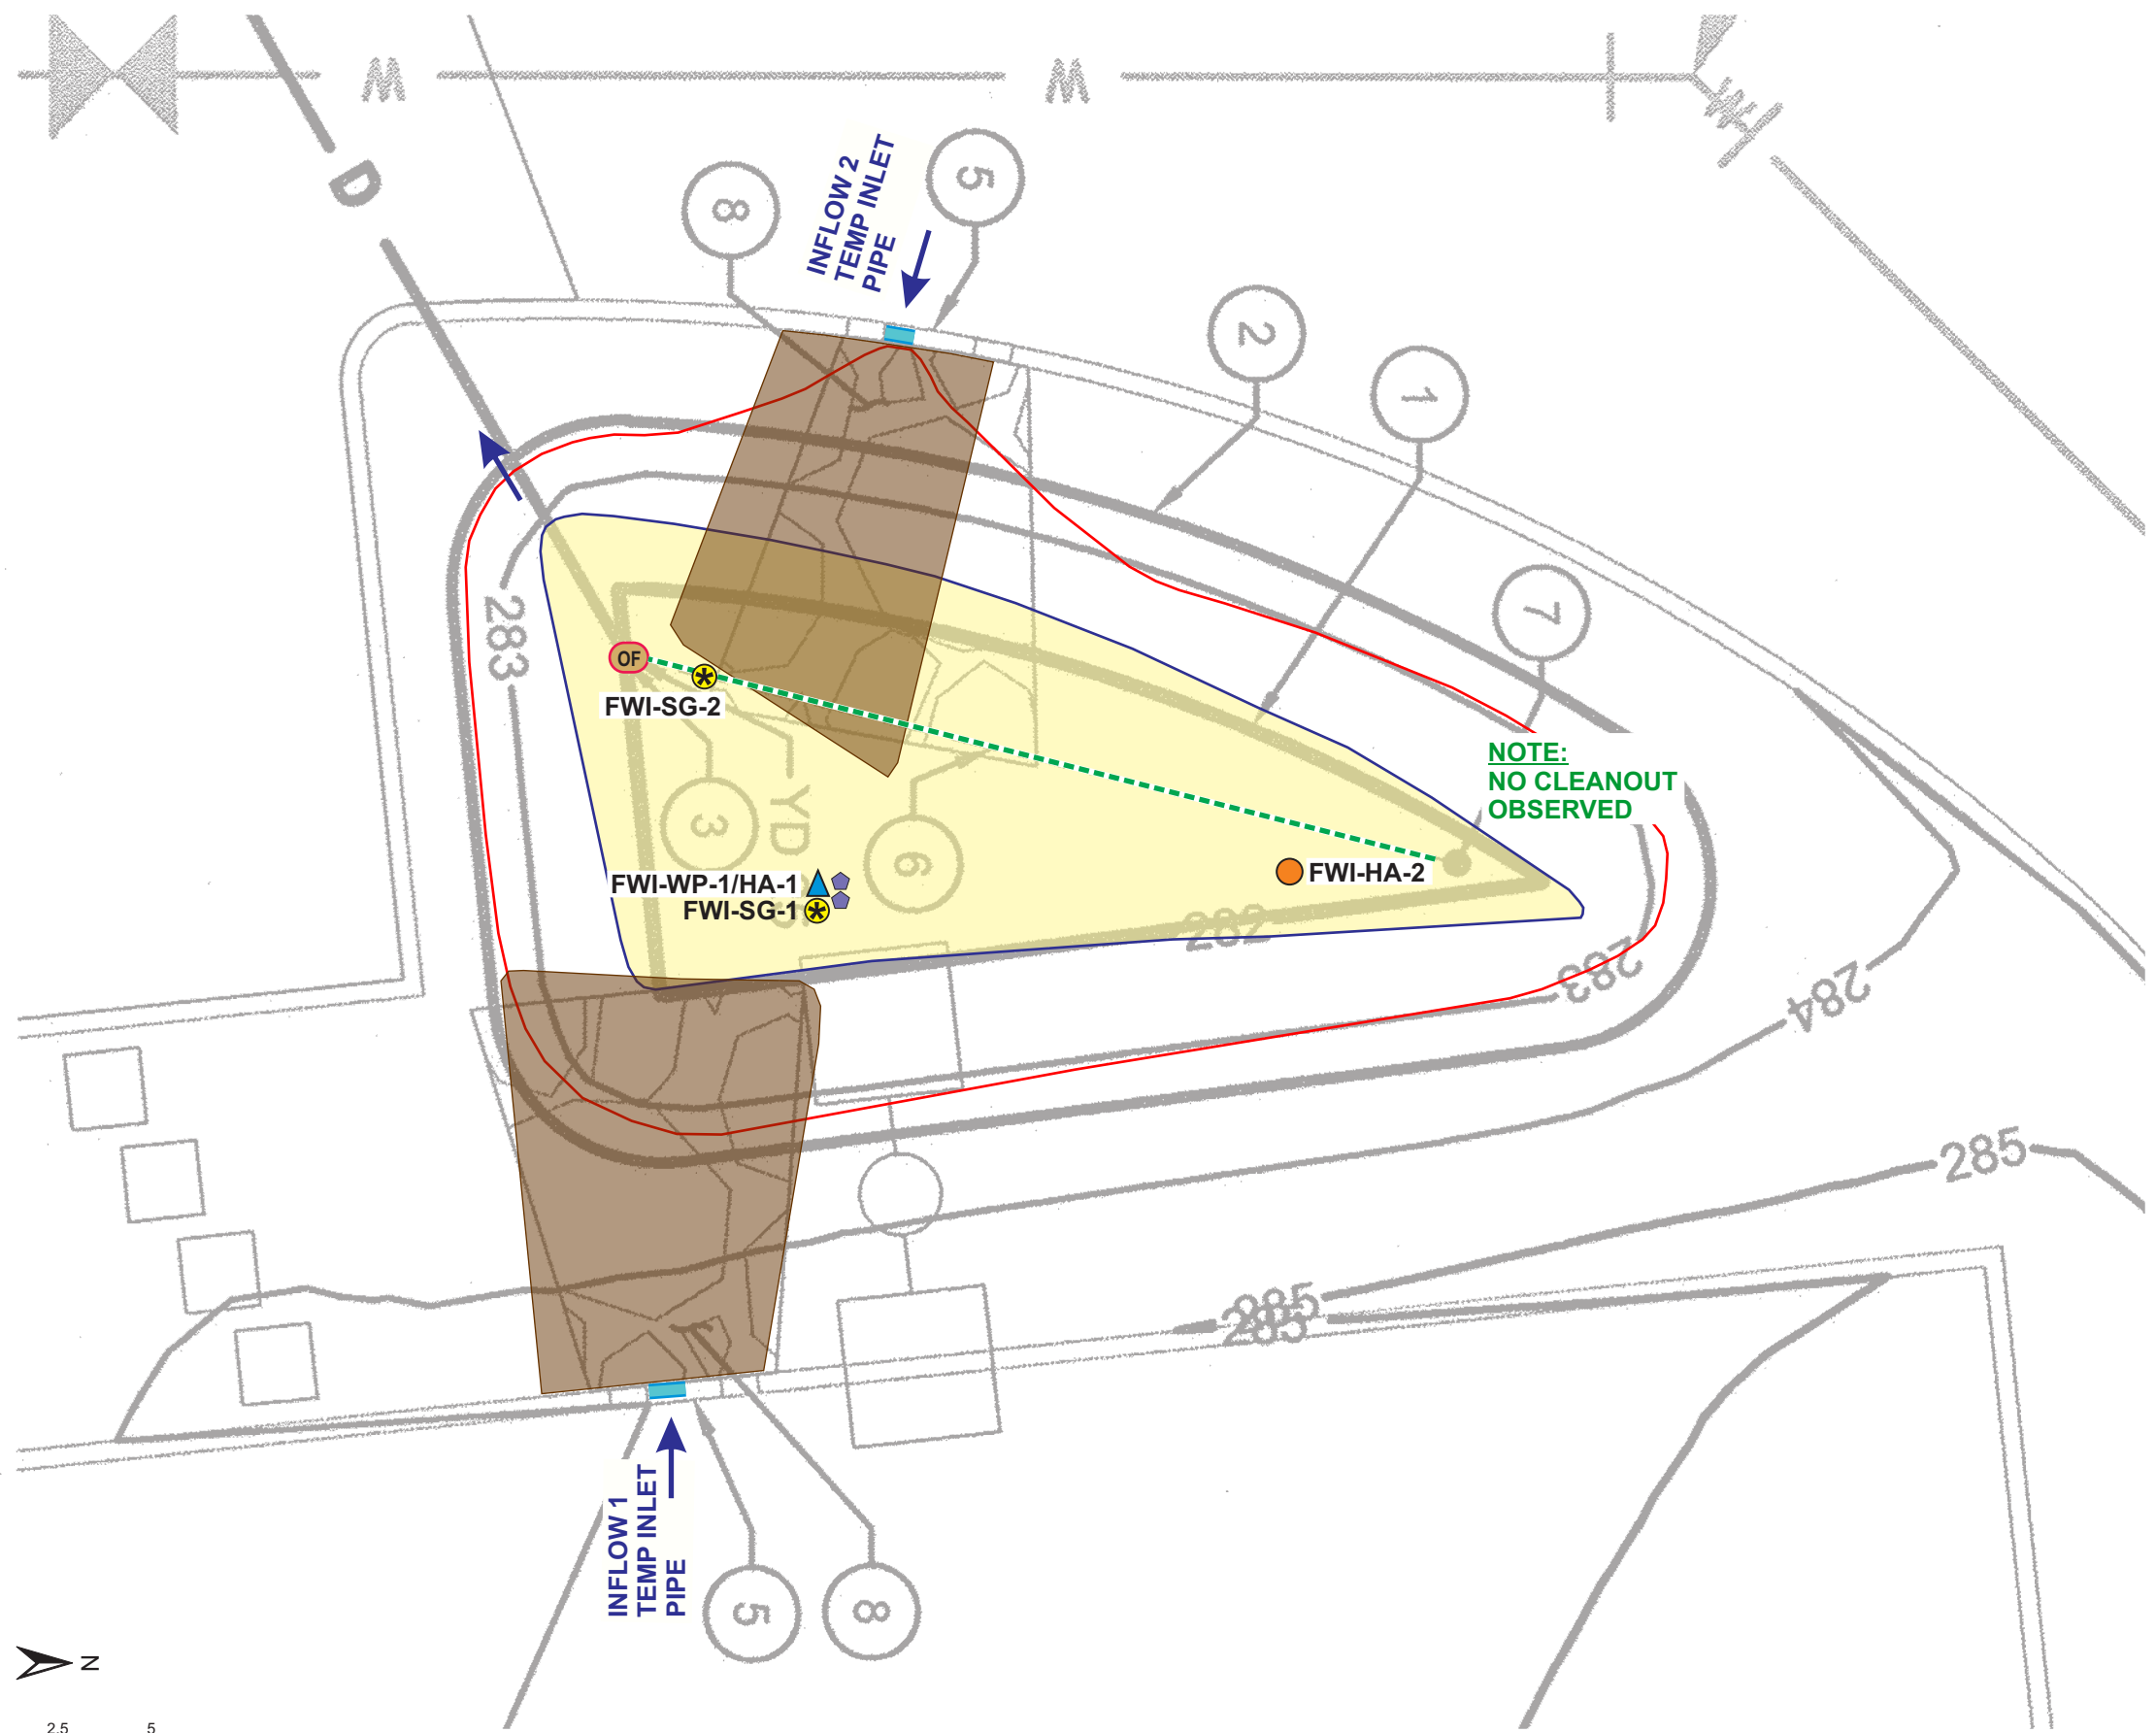 W
W
D
8
INFLOW 2
TEMP INLET
PIPE
5
2
1
7
283
OF
FWI-SG-2
NOTE:
NO CLEANOUT
OBSERVED
3
YD
6
FWI-WP-1/HA-1
FWI-SG-1
FWI-HA-2
282
283
284
285
285
285
INFLOW 1
TEMP INLET
PIPE
5
8
N
2.5
5